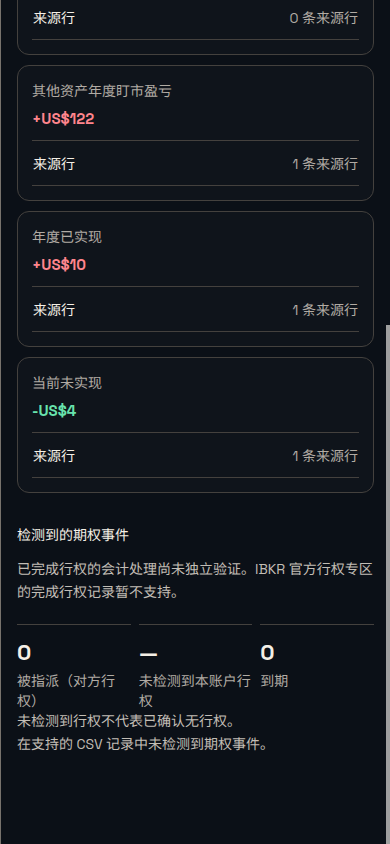 来源行 0 条来源行
其他资产年度盯市盈亏
+US$122
来源行 1 条来源行
年度已实现
+US$10
来源行 1 条来源行
当前未实现
-US$4
来源行 1 条来源行
检测到的期权事件
已完成行权的会计处理尚未独立验证。IBKR 官方行权专区
的完成行权记录暂不支持。
0 — 0
被指派（对方行 未检测到本账户行 到期
权） 权
未检测到行权不代表已确认无行权。
在支持的 CSV 记录中未检测到期权事件。